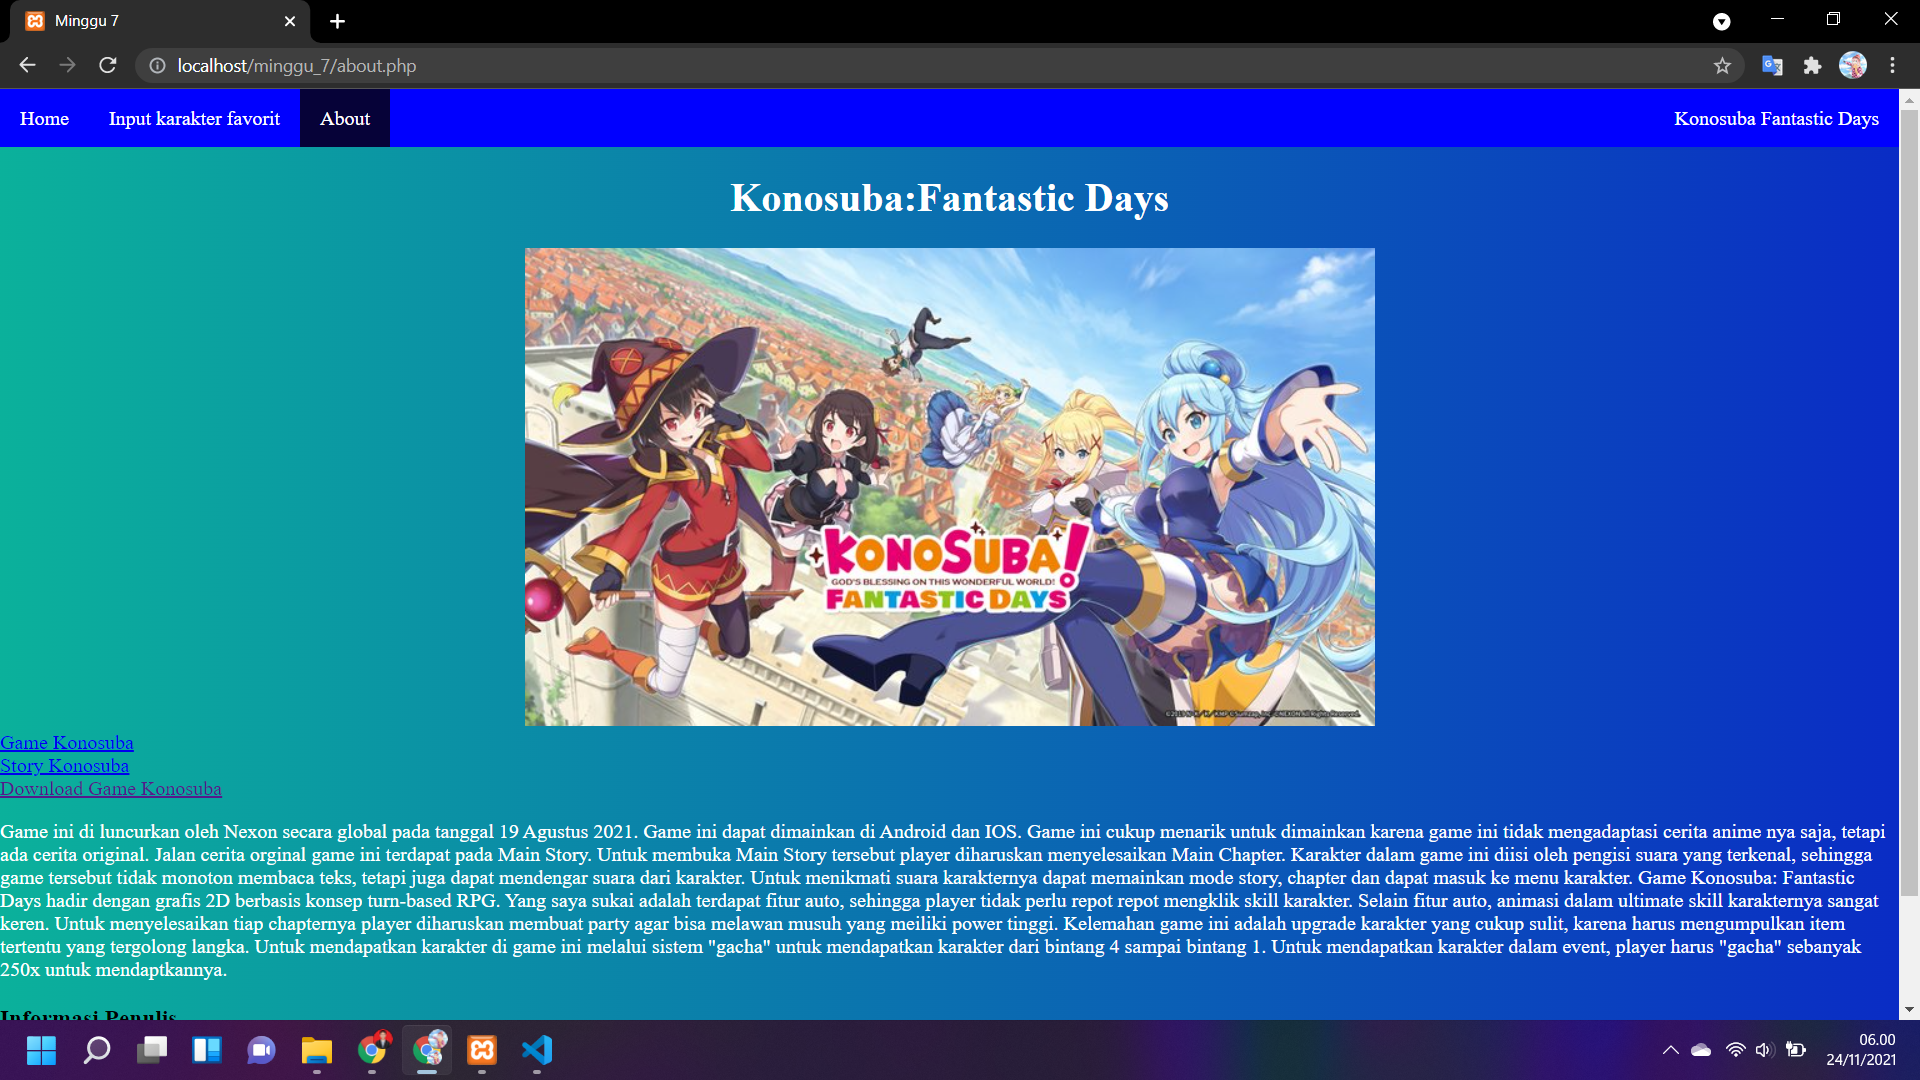 Minggu 7
localhost/minggu_7/about.php
Home Input karakter favorit About Konosuba Fantastic Days
Konosuba:Fantastic Days
KONOSUBA!
GOD'S BLESSING ON THIS WONDERFUL WORLD!
FANTASTIC DAYS
Game Konosuba
Story Konosuba
Download Game Konosuba
Game ini di luncurkan oleh Nexon secara global pada tanggal 19 Agustus 2021. Game ini dapat dimainkan di Android dan IOS. Game ini cukup menarik untuk dimainkan karena game ini tidak mengadaptasi cerita anime nya saja, tetapi
ada cerita original. Jalan cerita orginal game ini terdapat pada Main Story. Untuk membuka Main Story tersebut player diharuskan menyelesaikan Main Chapter. Karakter dalam game ini diisi oleh pengisi suara yang terkenal, sehingga
game tersebut tidak monoton membaca teks, tetapi juga dapat mendengar suara dari karakter. Untuk menikmati suara karakternya dapat memainkan mode story, chapter dan dapat masuk ke menu karakter. Game Konosuba: Fantastic
Days hadir dengan grafis 2D berbasis konsep turn-based RPG. Yang saya sukai adalah terdapat fitur auto, sehingga player tidak perlu repot repot mengklik skill karakter. Selain fitur auto, animasi dalam ultimate skill karakternya sangat
keren. Untuk menyelesaikan tiap chapternya player diharuskan membuat party agar bisa melawan musuh yang meiliki power tinggi. Kelemahan game ini adalah upgrade karakter yang cukup sulit, karena harus mengumpulkan item
tertentu yang tergolong langka. Untuk mendapatkan karakter di game ini melalui sistem "gacha" untuk mendapatkan karakter dari bintang 4 sampai bintang 1. Untuk mendapatkan karakter dalam event, player harus "gacha" sebanyak
250x untuk mendaptkannya.
Informasi Penulis
06.00
24/11/2021